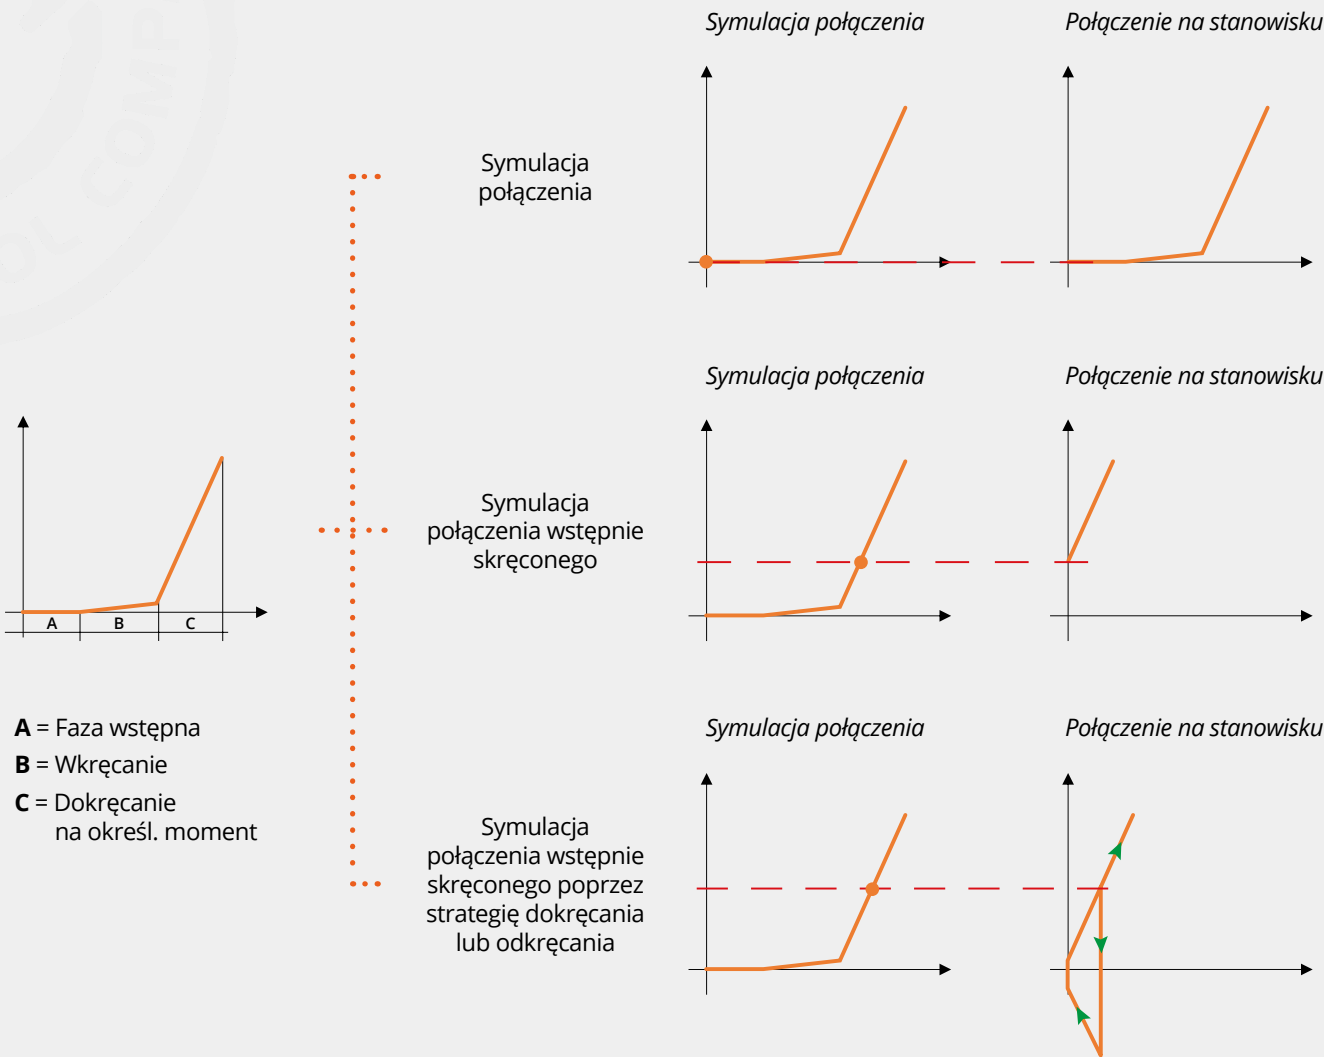 Symulacja połączenia
Połączenie na stanowisku
Symulacja
połączenia
Symulacja połączenia
Połączenie na stanowisku
Symulacja
połączenia wstępnie
skręconego
A B C
A = Faza wstępna
B = Wkręcanie
C = Dokręcanie
na określ. moment
Symulacja połączenia
Połączenie na stanowisku
Symulacja
połączenia wstępnie
skręconego poprzez
strategię dokręcania
lub odkręcania